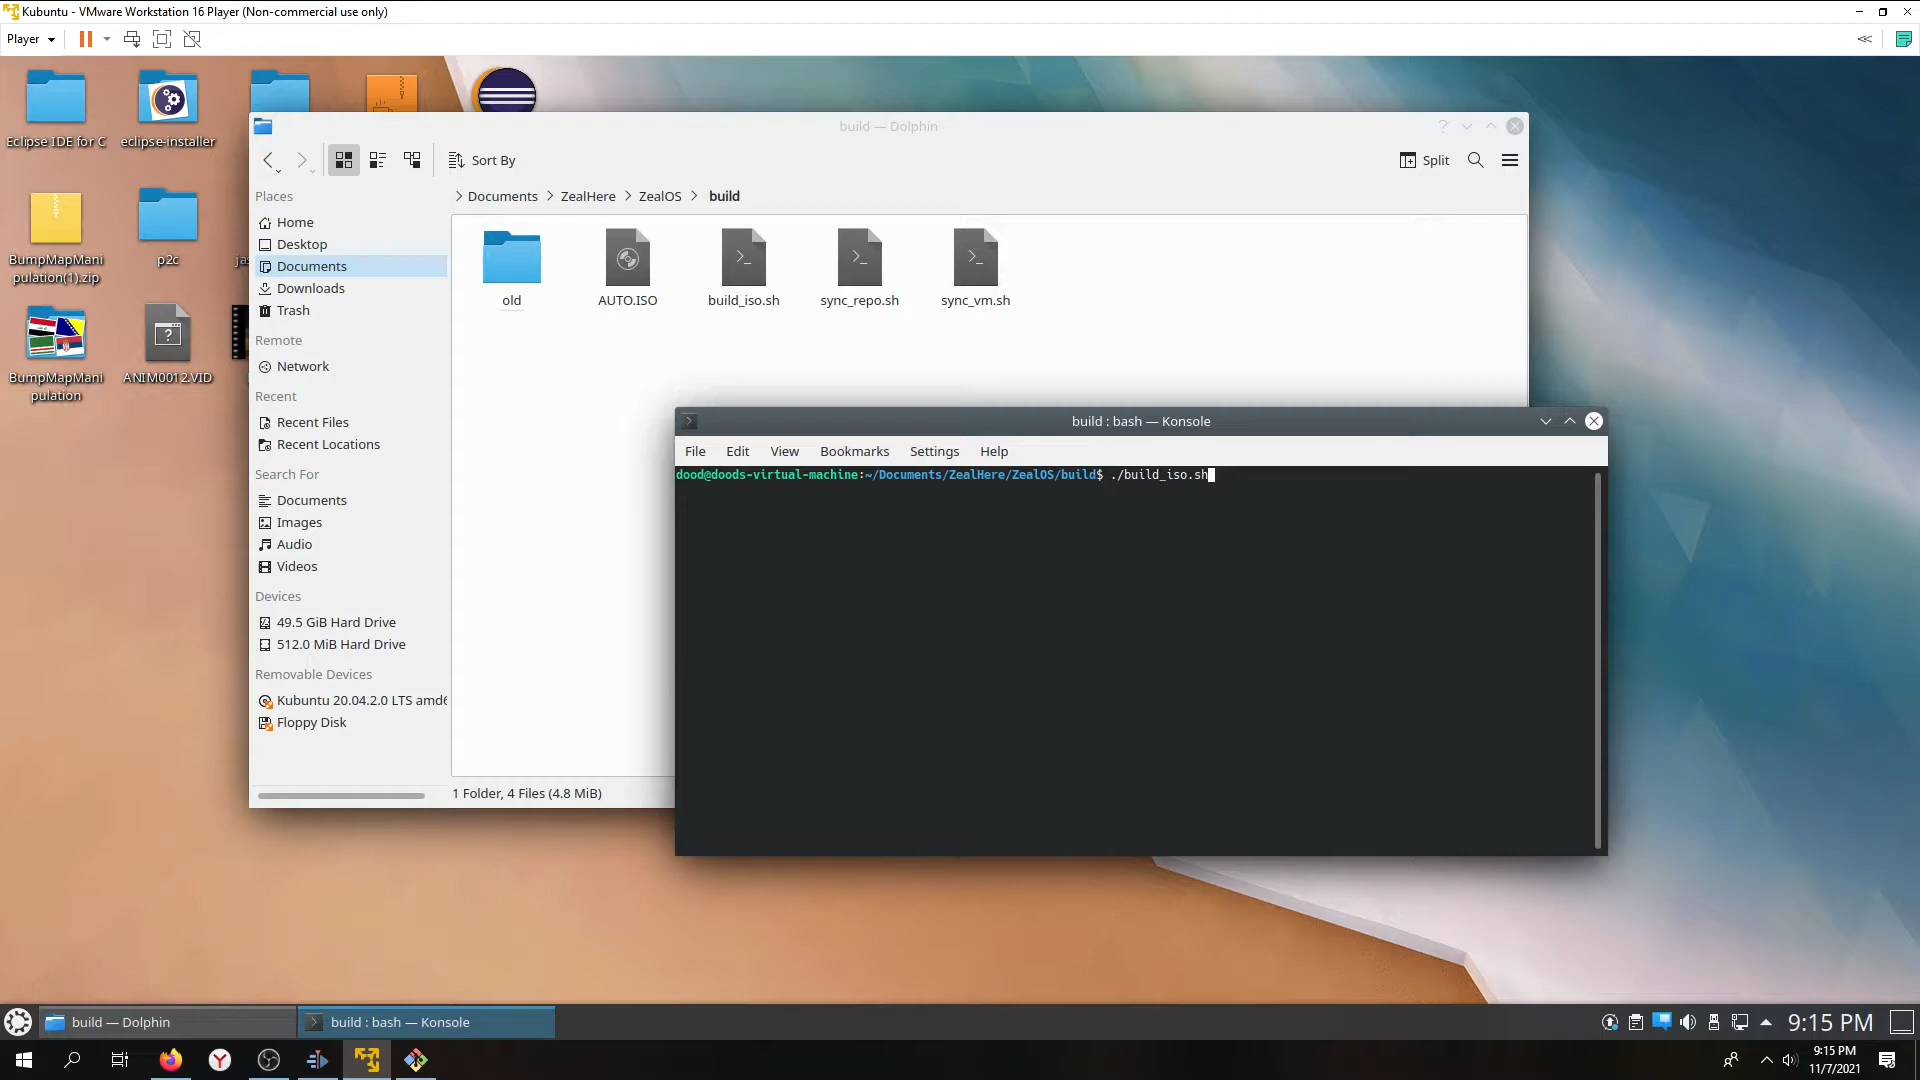 Kubuntu - VMware Workstation 16 Player (Non-commercial use only)
Player
Eclipse IDE for C
eclipse-installer
BumpMapMani
pulation(1).zip
p2c
BumpMapMani
pulation
ANIM0012.VID
build — Dolphin
Sort By
Split
Documents
ZealHere
ZealOS
build
Places
Home
Desktop
Documents
Downloads
Trash
Remote
Network
Recent
Recent Files
Recent Locations
Search For
Documents
Images
Audio
Videos
Devices
49.5 GiB Hard Drive
512.0 MiB Hard Drive
Removable Devices
Kubuntu 20.04.2.0 LTS
Floppy Disk
old
AUTO.ISO
build_iso.sh
sync_repo.sh
sync_vm.sh
1 Folder, 4 Files (4.8 MiB)
build : bash — Konsole
File Edit View Bookmarks Settings Help
dood@doods-virtual-machine:~/Documents/ZealHere/ZealOS/build$ ./build_iso.sh
build — Dolphin
build : bash — Konsole
9:15 PM
9:15 PM
11/7/2021